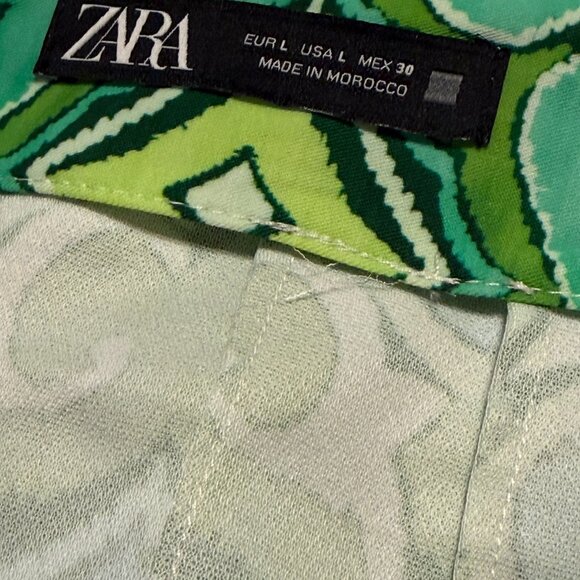 ZARA
EUR L USA L MEX 30
MADE IN MOROCCO